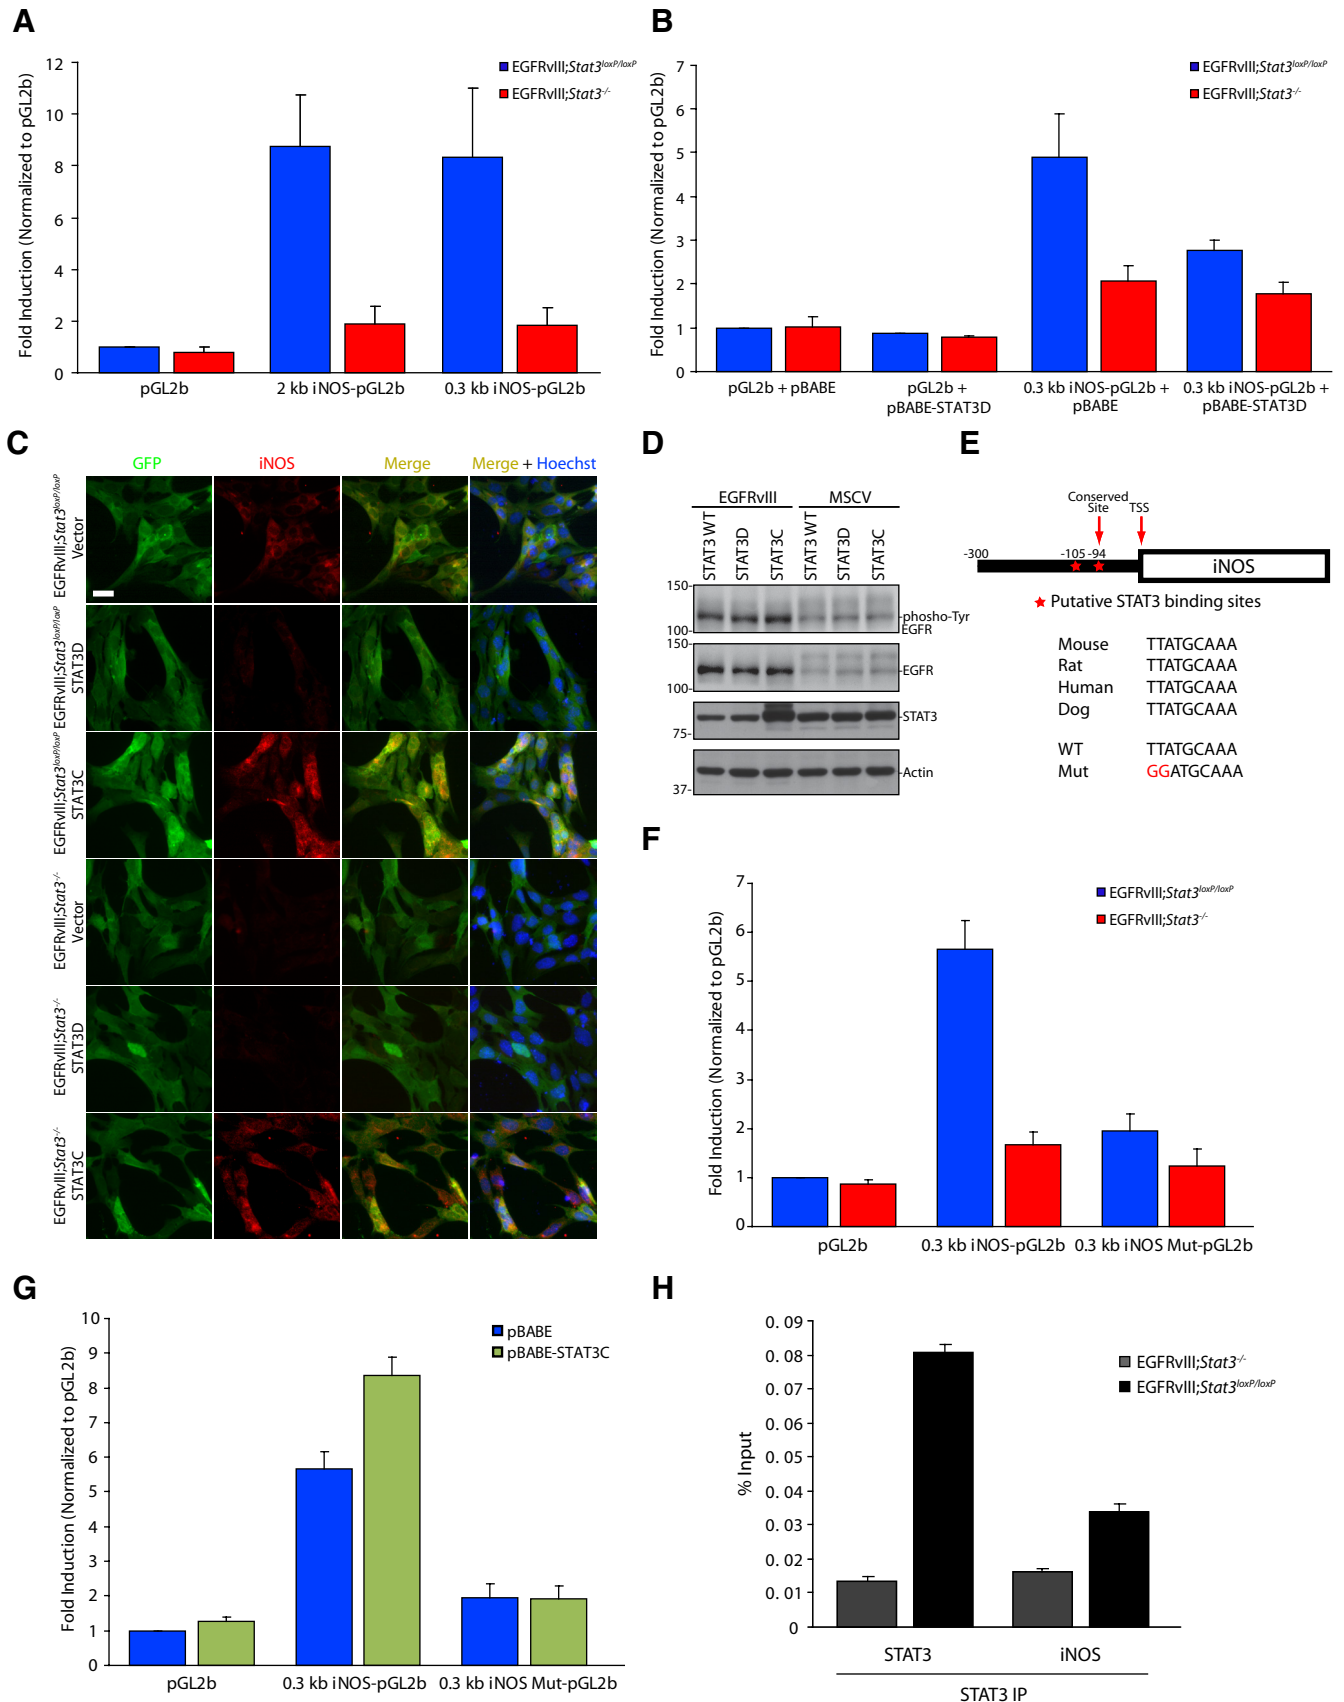 A
Fold Induction (Normalized to pGL2b)
12
10
8
6
4
2
0
EGFRvIII;Stat3loxP/loxP
EGFRvIII;Stat3-/-
pGL2b
2 kb iNOS-pGL2b
0.3 kb iNOS-pGL2b
B
Fold Induction (Normalized to pGL2b)
7
6
5
4
3
2
1
0
EGFRvIII;Stat3loxP/loxP
EGFRvIII;Stat3-/-
pGL2b + pBABE
pGL2b +
pBABE-STAT3D
0.3 kb iNOS-pGL2b +
pBABE
0.3 kb iNOS-pGL2b +
pBABE-STAT3D
C
GFP
iNOS
Merge
Merge + Hoechst
EGFRvIII;Stat3loxP/loxP
Vector
EGFRvIII;Stat3loxP/loxP
STAT3D
EGFRvIII;Stat3loxP/loxP
STAT3C
EGFRvIII;Stat3-/-
Vector
EGFRvIII;Stat3-/-
STAT3D
EGFRvIII;Stat3-/-
STAT3C
D
EGFRvIII
MSCV
STAT3 WT
STAT3D
STAT3C
STAT3 WT
STAT3D
STAT3C
150-
100-
-phosho-Tyr
EGFR
150-
100-
-EGFR
75-
-STAT3
37-
-Actin
E
Conserved
Site
TSS
-300
-105
-94
iNOS
Putative STAT3 binding sites
Mouse TTATGCAAA
Rat TTATGCAAA
Human TTATGCAAA
Dog TTATGCAAA
WT TTATGCAAA
Mut GGATGCAAA
F
Fold Induction (Normalized to pGL2b)
7
6
5
4
3
2
1
0
EGFRvIII;Stat3loxP/loxP
EGFRvIII;Stat3-/-
pGL2b
0.3 kb iNOS-pGL2b
0.3 kb iNOS Mut-pGL2b
G
Fold Induction (Normalized to pGL2b)
10
9
8
7
6
5
4
3
2
1
0
pBABE
pBABE-STAT3C
pGL2b
0.3 kb iNOS-pGL2b
0.3 kb iNOS Mut-pGL2b
H
% Input
0. 09
0. 08
0. 07
0. 06
0. 05
0. 04
0. 03
0. 02
0. 01
0
EGFRvIII;Stat3-/-
EGFRvIII;Stat3loxP/loxP
STAT3
iNOS
STAT3 IP